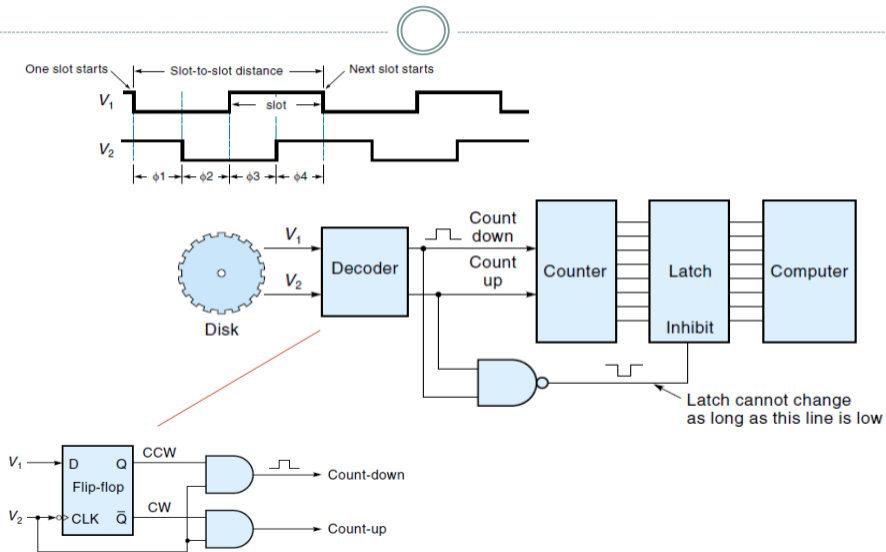 One slot starts
Slot-to-slot distance
Next slot starts
V1
slot
V2
ϕ1
ϕ2
ϕ3
ϕ4
V1
V2
Disk
Decoder
Count
down
Count
up
Counter
Latch
Inhibit
Computer
Latch cannot change
as long as this line is low
V1
D
Q
CCW
Flip-flop
V2
CLK
Q̅
CW
Count-down
Count-up